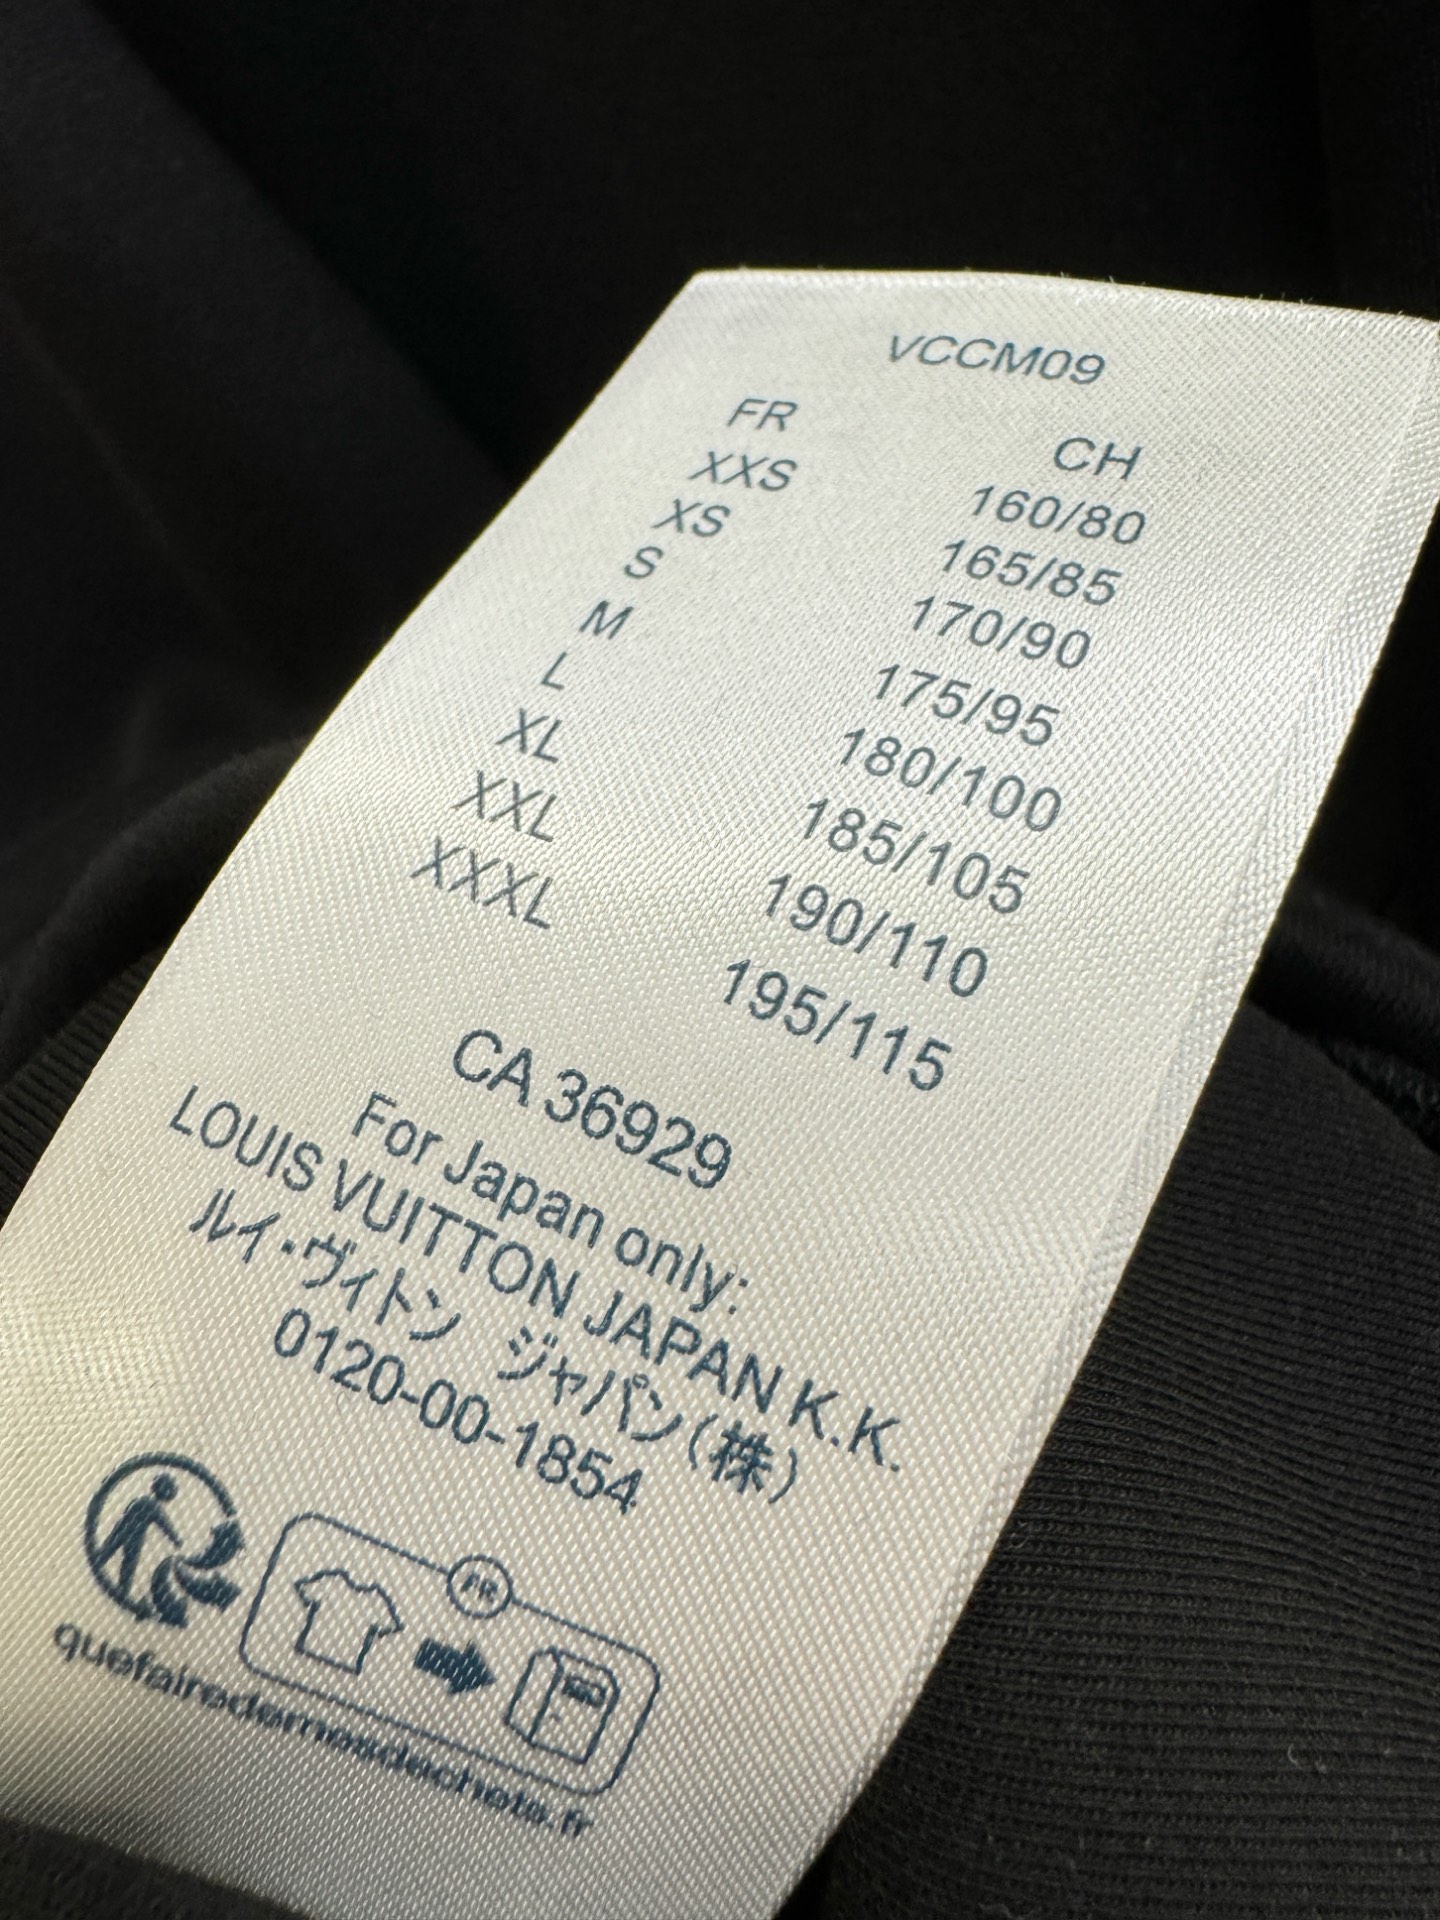 VCCM09
FR CH
XXS 160/80
XS 165/85
S 170/90
M 175/95
L 180/100
XL 185/105
XXL 190/110
XXXL 195/115
CA 36929
For Japan only:
LOUIS VUITTON JAPAN K.K.
ルイ・ヴィトン ジャパン(株)
0120-00-1854
FR
quefairedemesdechets.fr